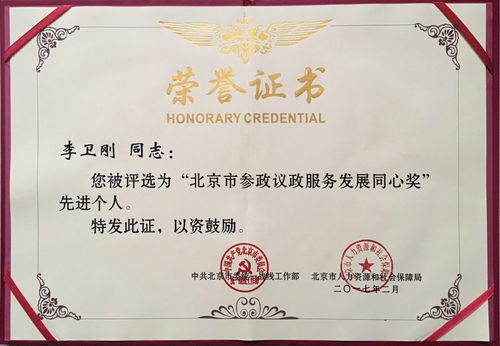 荣誉证书
HONORARY CREDENTIAL
李卫刚 同志：
您被评选为“北京市参政议政服务发展同心奖”
先进个人。
特发此证，以资鼓励。
中共北京市委统一战线工作部 北京市人力资源和社会保障局
二〇一七年二月